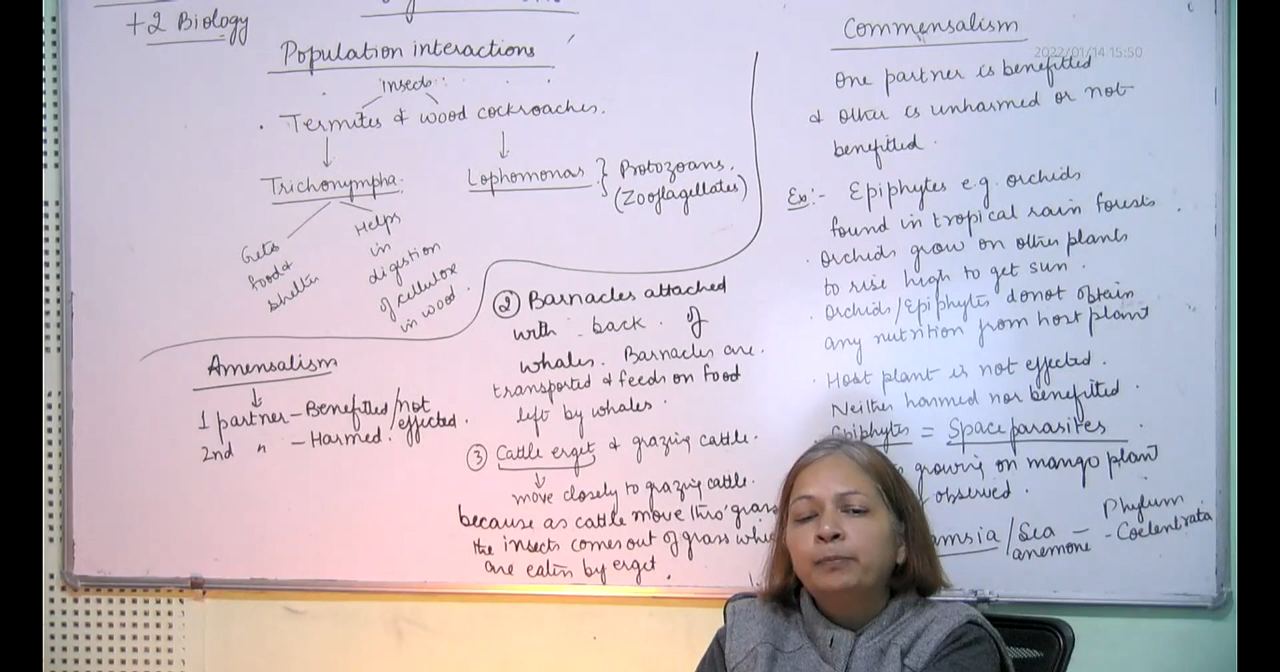 +2 Biology
Population interactions
insects
Termites & wood cockroaches.
Trichonympha
Lophomonas } Protozoans.
(Zooflagellates)
Gets
food &
shelter
Helps
in
digestion
of cellulose
in wood.
Amensalism
1 partner - Benefitted/not
effected.
2nd " - Harmed.
② Barnacles attached
with back of
whales. Barnacles are
transported & feeds on food
left by whales.
③ Cattle erget & grazing cattle.
move closely to grazing cattle.
because as cattle move thro' grass
the insects comes out of grass
are eaten by erget.
Commensalism
2022/01/14 15:50
One partner is benefitted
& other is unharmed or not
benefitted.
Ex:- Epiphytes e.g. orchids
found in tropical rain forests.
Orchids grow on other plants
to rise high to get sun.
Orchids/Epiphytes donot obtain
any nutrition from host plant
Host plant is not effected.
Neither harmed nor benefitted.
Epiphytes = Space parasites
growing on mango plant
observed.
/Sea anemone - Phylum
- Coelentrata